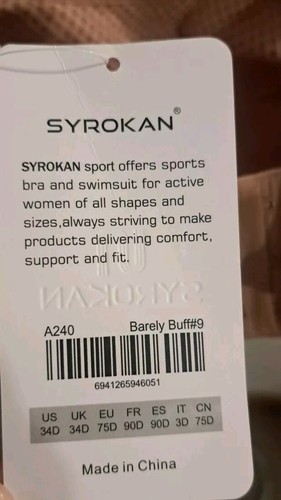 SYROKAN®
SYROKAN sport offers sports
bra and swimsuit for active
women of all shapes and
sizes,always striving to make
products delivering comfort,
support and fit.
SYROKAN
A240 Barely Buff#9
6941265946051
US UK EU FR ES IT CN
34D 34D 75D 90D 90D 3D 75D
Made in China